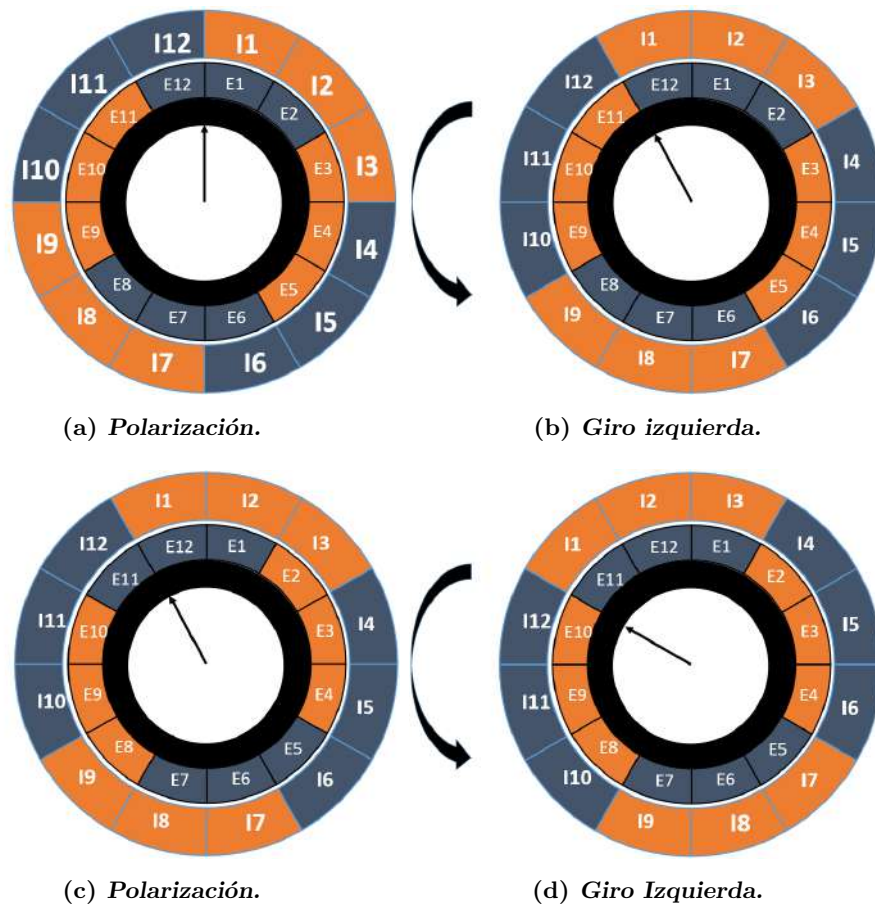 I12 I1
I11 E12 E1 I2
E11 E2
I10 E10 E3 I3
I9 E9 E4 I4
E8 E5
I8 E7 E6 I5
I7 I6
(a) Polarización.
I1 I2
I12 E12 E1 I3
E11 E2
I11 E10 E3 I4
I10 E9 E4 I5
E8 E5
I9 E7 E6 I6
I8 I7
(b) Giro izquierda.
I1 I2
I12 E12 E1 I3
E11 E2
I11 E10 E3 I4
I10 E9 E4 I5
E8 E5
I9 E7 E6 I6
I8 I7
(c) Polarización.
I2 I3
I1 E12 E1 I4
E11 E2
I12 E10 E3 I5
I11 E9 E4 I6
E8 E5
I10 E7 E6 I7
I9 I8
(d) Giro Izquierda.